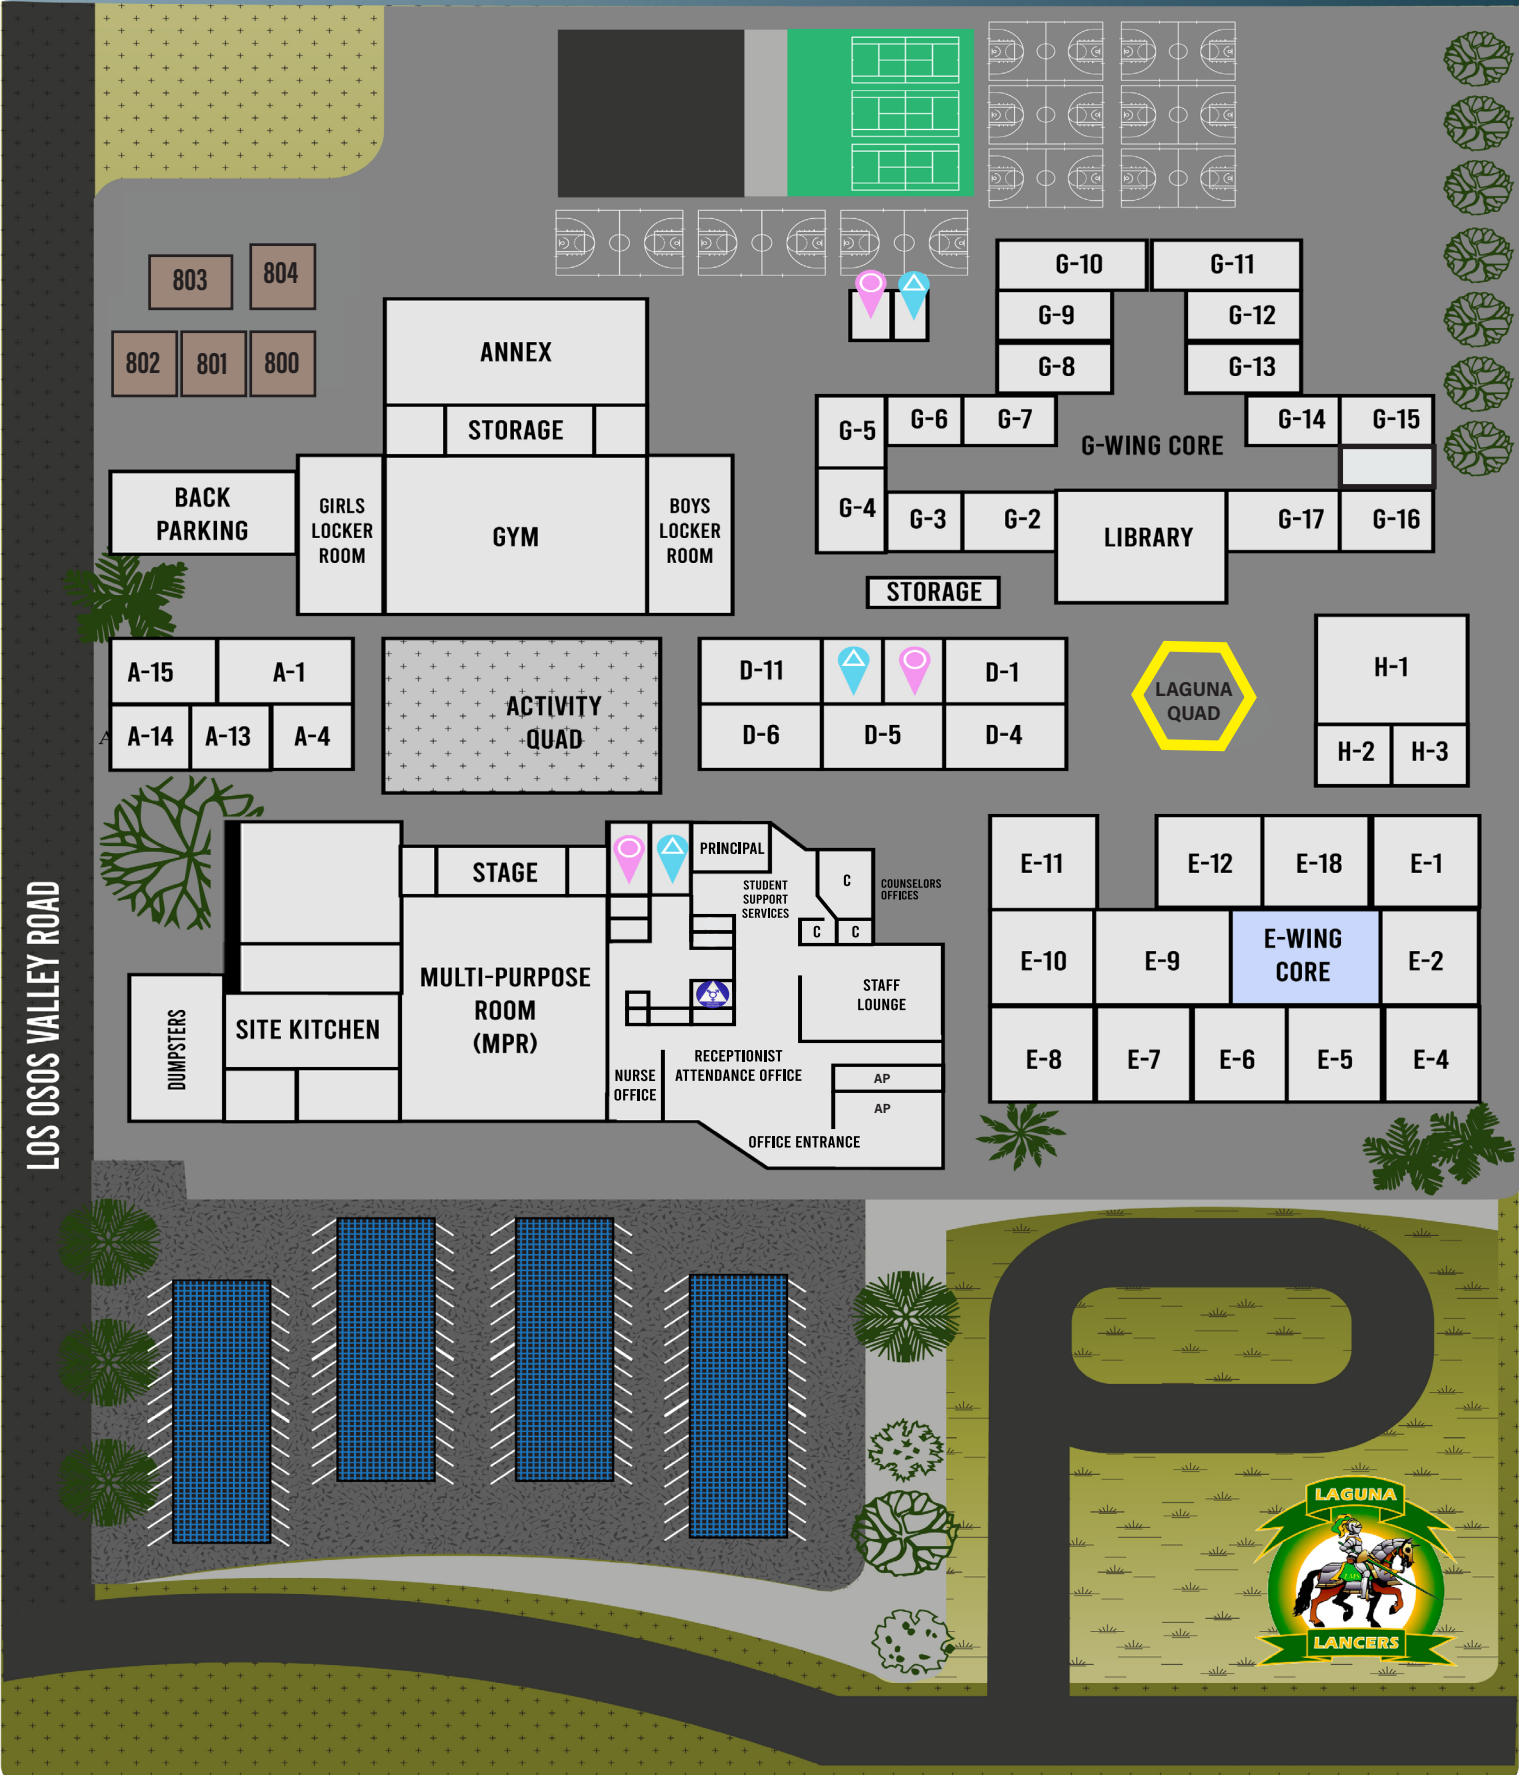 803
804
802
801
800
ANNEX
STORAGE
BACK
PARKING
GIRLS
LOCKER
ROOM
GYM
BOYS
LOCKER
ROOM
G-10
G-11
G-9
G-12
G-8
G-13
G-5
G-6
G-7
G-14
G-15
G-WING CORE
G-4
G-3
G-2
LIBRARY
G-17
G-16
STORAGE
A-15
A-1
A
A-14
A-13
A-4
ACTIVITY
QUAD
D-11
D-1
D-6
D-5
D-4
LAGUNA
QUAD
H-1
H-2
H-3
STAGE
PRINCIPAL
STUDENT
SUPPORT
SERVICES
C
COUNSELORS
OFFICES
C
C
MULTI-PURPOSE
ROOM
(MPR)
STAFF
LOUNGE
DUMPSTERS
SITE KITCHEN
NURSE
OFFICE
RECEPTIONIST
ATTENDANCE OFFICE
AP
AP
OFFICE ENTRANCE
E-11
E-12
E-18
E-1
E-10
E-9
E-WING
CORE
E-2
E-8
E-7
E-6
E-5
E-4
LOS OSOS VALLEY ROAD
LAGUNA
LMS
LANCERS